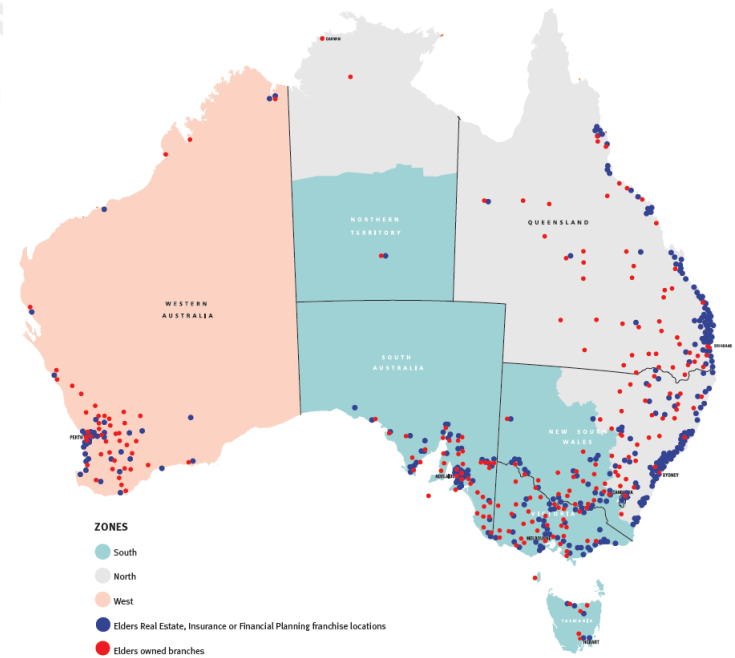 DARWIN
NORTHERN
TERRITORY
QUEENSLAND
WESTERN
AUSTRALIA
SOUTH
AUSTRALIA
BRISBANE
NEW SOUTH
WALES
PERTH
SYDNEY
ADELAIDE
CANBERRA
VICTORIA
MELBOURNE
TASMANIA
HOBART
ZONES
South
North
West
Elders Real Estate, Insurance or Financial Planning franchise locations
Elders owned branches